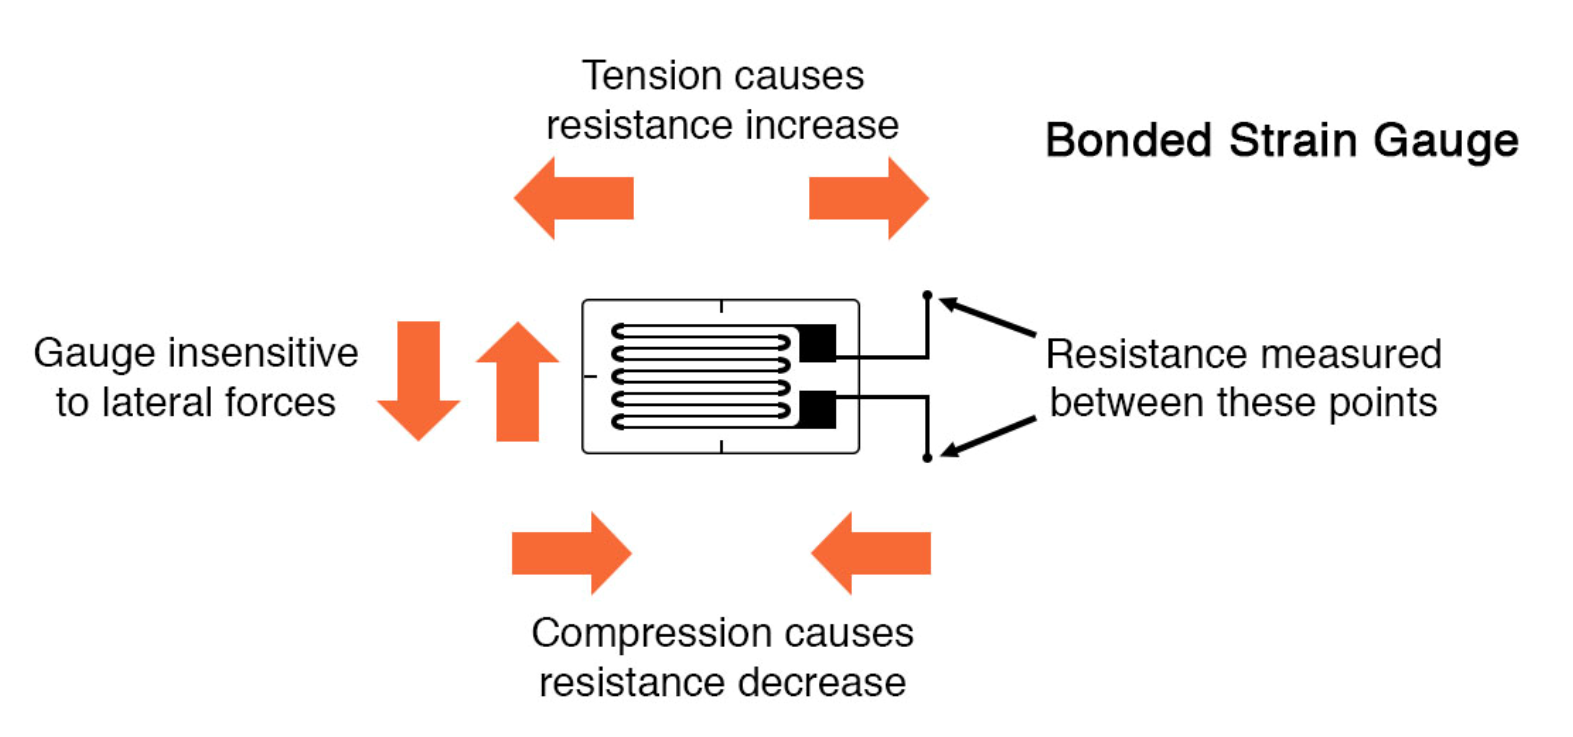 Tension causes
resistance increase
Bonded Strain Gauge
Gauge insensitive
to lateral forces
Resistance measured
between these points
Compression causes
resistance decrease